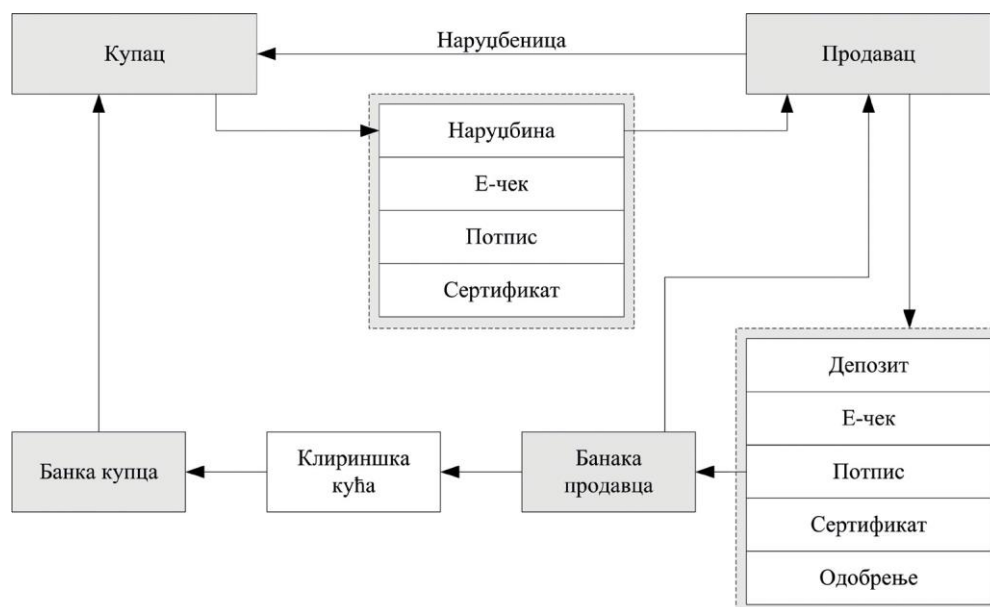 Купац
Наруџбеница
Продавац
Наруџбина
Е-чек
Потпис
Сертификат
Депозит
Е-чек
Потпис
Сертификат
Одобрење
Банка купца
Клириншка
кућа
Банака
продавца